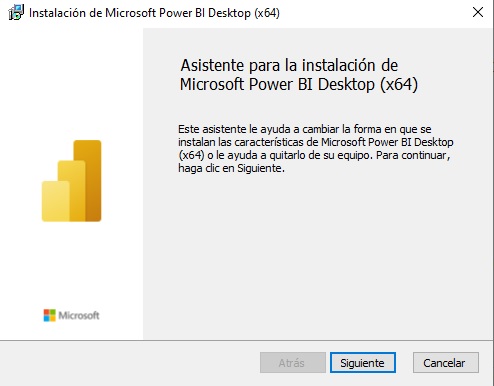 Instalación de Microsoft Power BI Desktop (x64)
Asistente para la instalación de
Microsoft Power BI Desktop (x64)
Este asistente le ayuda a cambiar la forma en que se
instalan las características de Microsoft Power BI Desktop
(x64) o le ayuda a quitarlo de su equipo. Para continuar,
haga clic en Siguiente.
Microsoft
Atrás
Siguiente
Cancelar